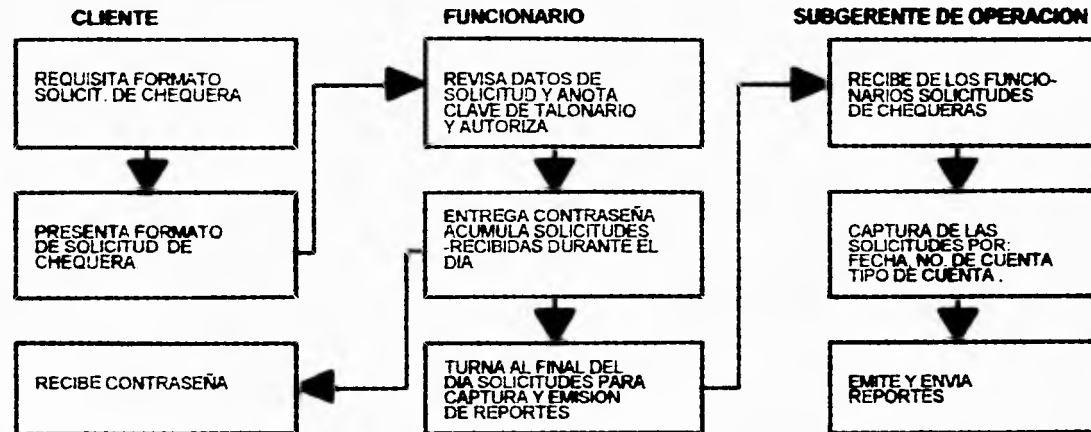 CLIENTE
REQUISITA FORMATO
SOLICIT. DE CHEQUERA
PRESENTA FORMATO
DE SOLICITUD DE
CHEQUERA
RECIBE CONTRASEÑA
FUNCIONARIO
REVISA DATOS DE
SOLICITUD Y ANOTA
CLAVE DE TALONARIO
Y AUTORIZA
ENTREGA CONTRASEÑA
ACUMULA SOLICITUDES
-RECIBIDAS DURANTE EL
DIA
TURNA AL FINAL DEL
DIA SOLICITUDES PARA
CAPTURA Y EMISION
DE REPORTES
SUBGERENTE DE OPERACION
RECIBE DE LOS FUNCIO-
NARIOS SOLICITUDES
DE CHEQUERAS
CAPTURA DE LAS
SOLICITUDES POR:
FECHA, NO. DE CUENTA
TIPO DE CUENTA .
EMITE Y ENVIA
REPORTES